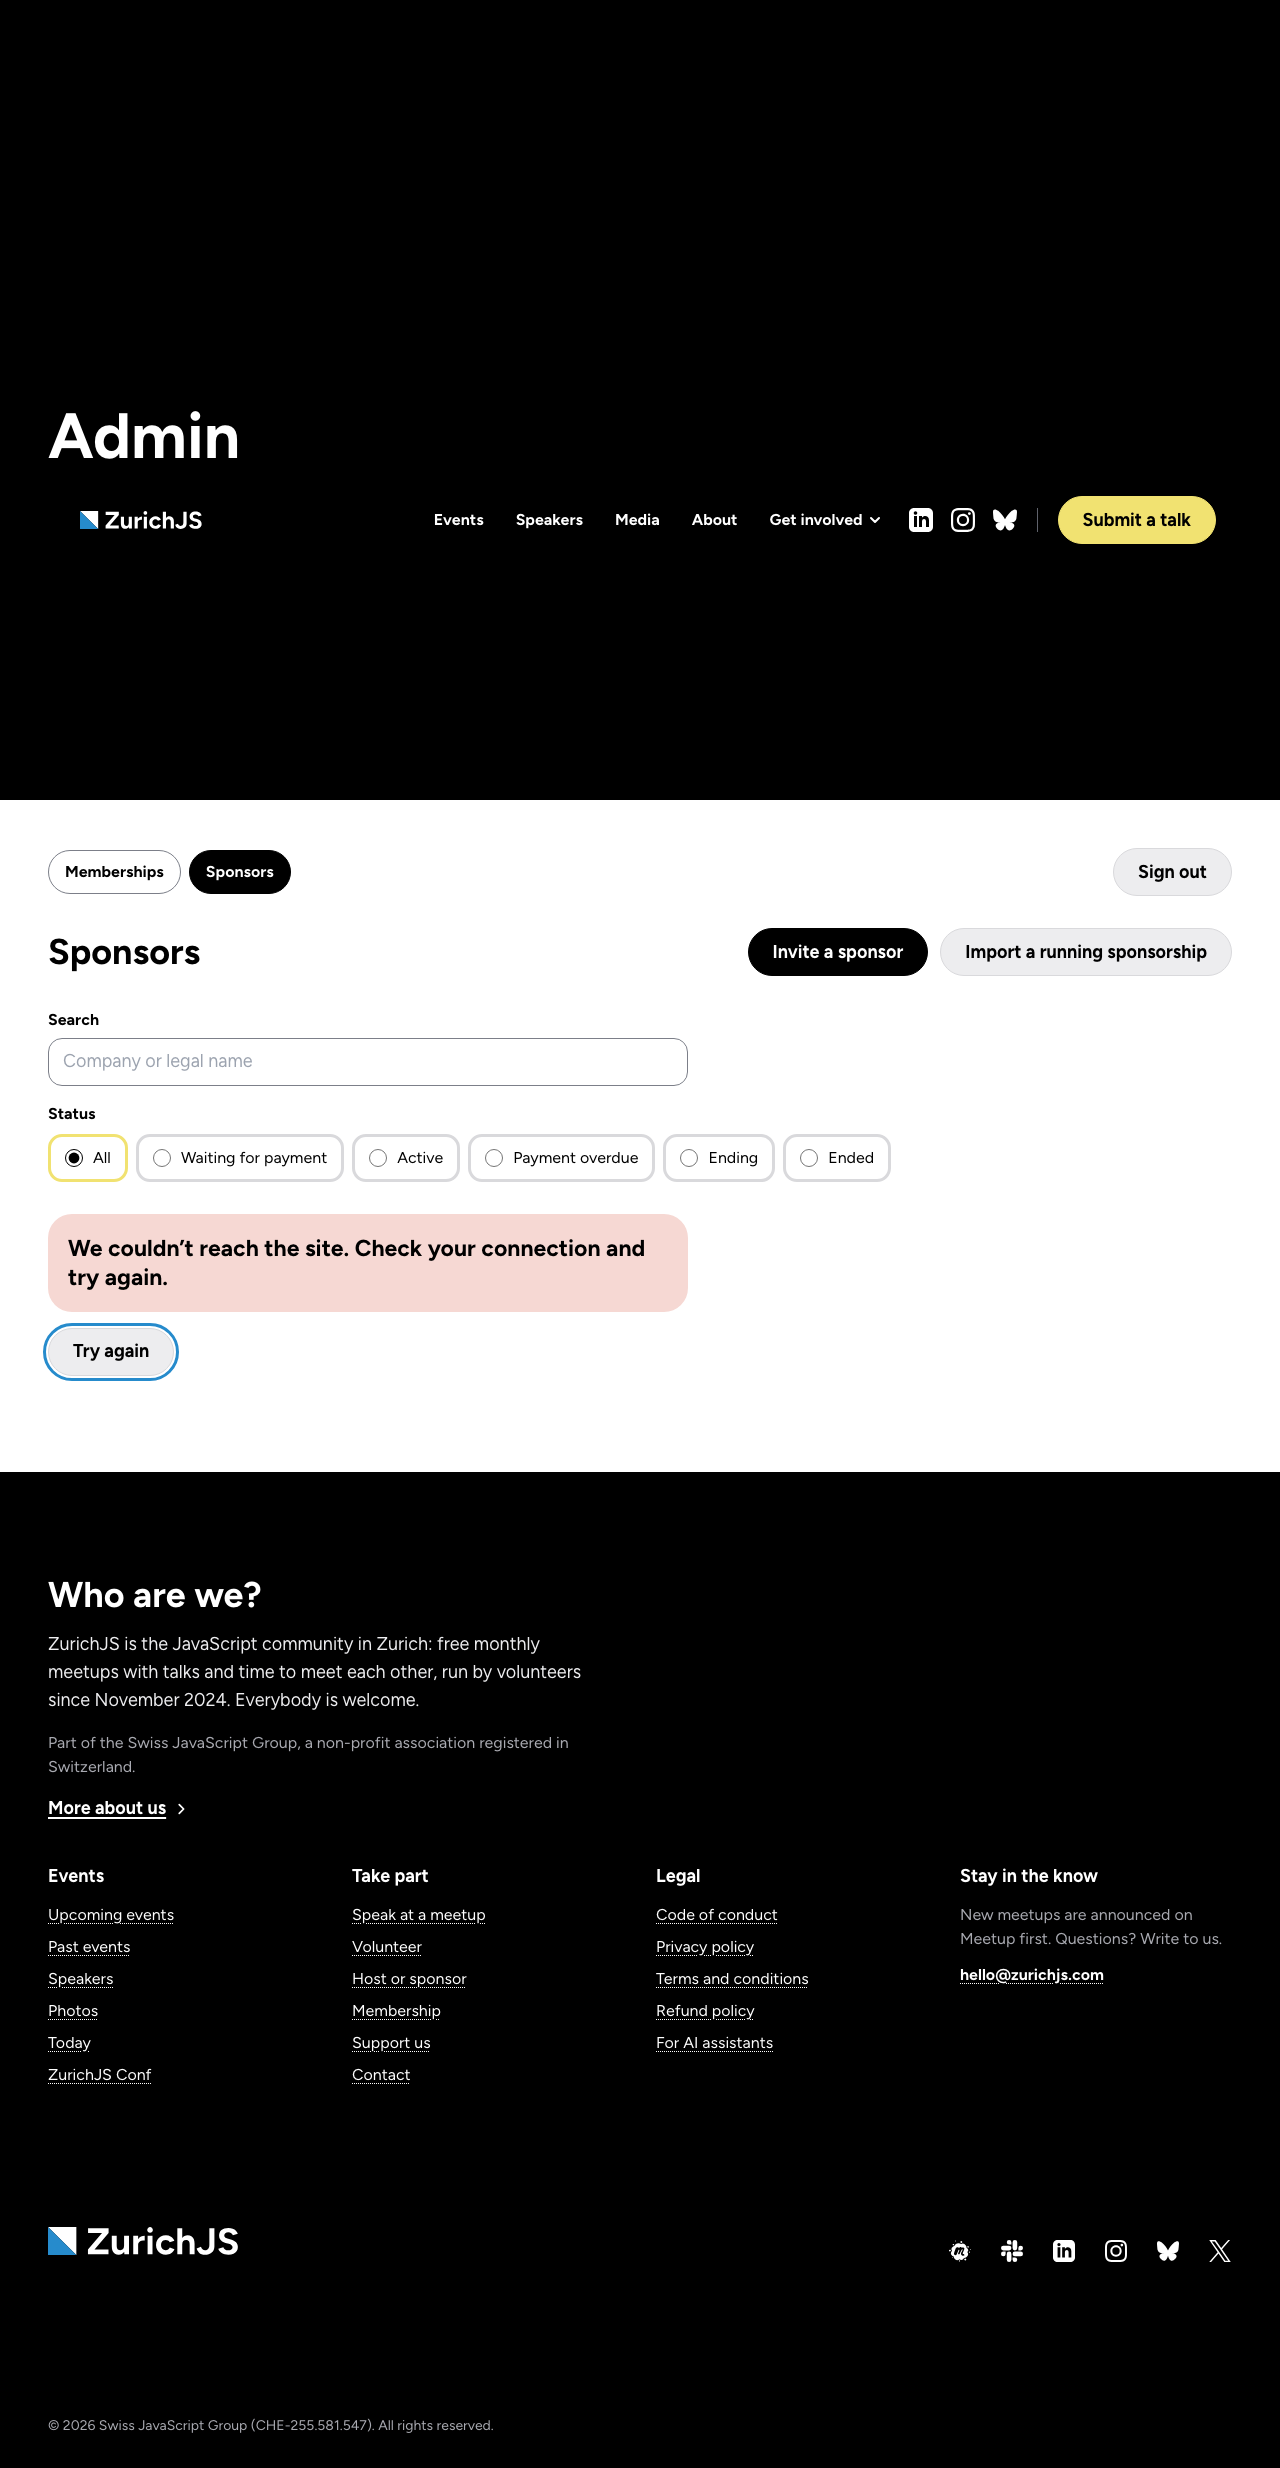 Admin
ZurichJS
Events
Speakers
Media
About
Get involved
Submit a talk
Memberships
Sponsors
Sign out
Sponsors
Invite a sponsor
Import a running sponsorship
Search
Company or legal name
Status
All
Waiting for payment
Active
Payment overdue
Ending
Ended
We couldn’t reach the site. Check your connection and
try again.
Try again
Who are we?
ZurichJS is the JavaScript community in Zurich: free monthly
meetups with talks and time to meet each other, run by volunteers
since November 2024. Everybody is welcome.
Part of the Swiss JavaScript Group, a non-profit association registered in
Switzerland.
More about us
Events
Upcoming events
Past events
Speakers
Photos
Today
ZurichJS Conf
Take part
Speak at a meetup
Volunteer
Host or sponsor
Membership
Support us
Contact
Legal
Code of conduct
Privacy policy
Terms and conditions
Refund policy
For AI assistants
Stay in the know
New meetups are announced on
Meetup first. Questions? Write to us.
hello@zurichjs.com
ZurichJS
© 2026 Swiss JavaScript Group (CHE-255.581.547). All rights reserved.